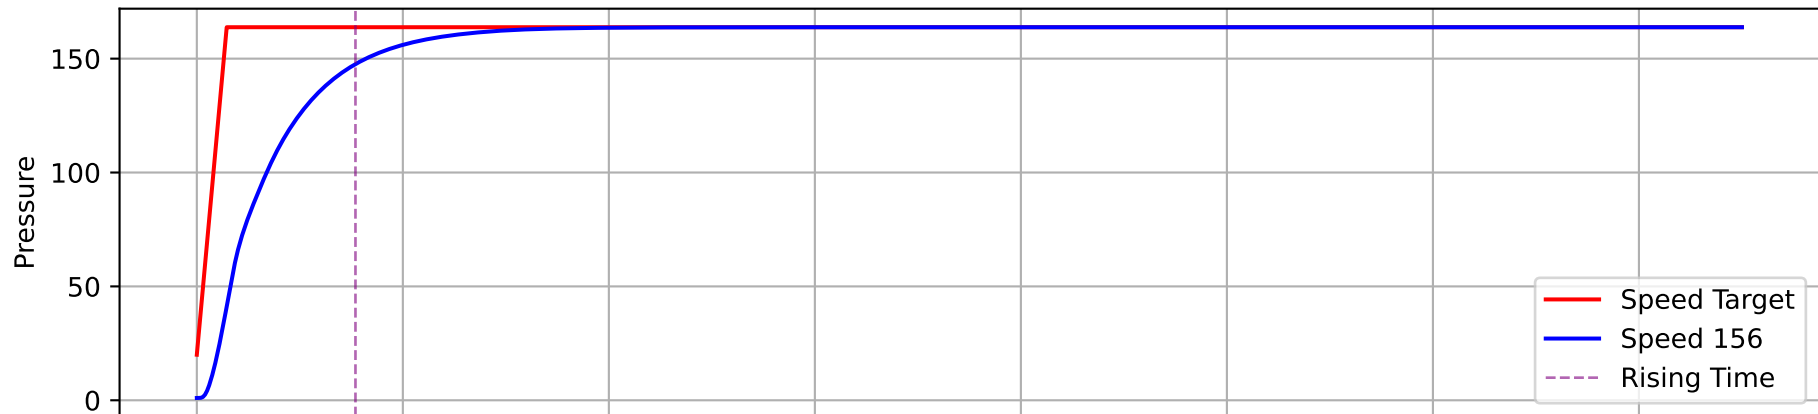 150
100
50
0
Pressure
Speed Target
Speed 156
Rising Time